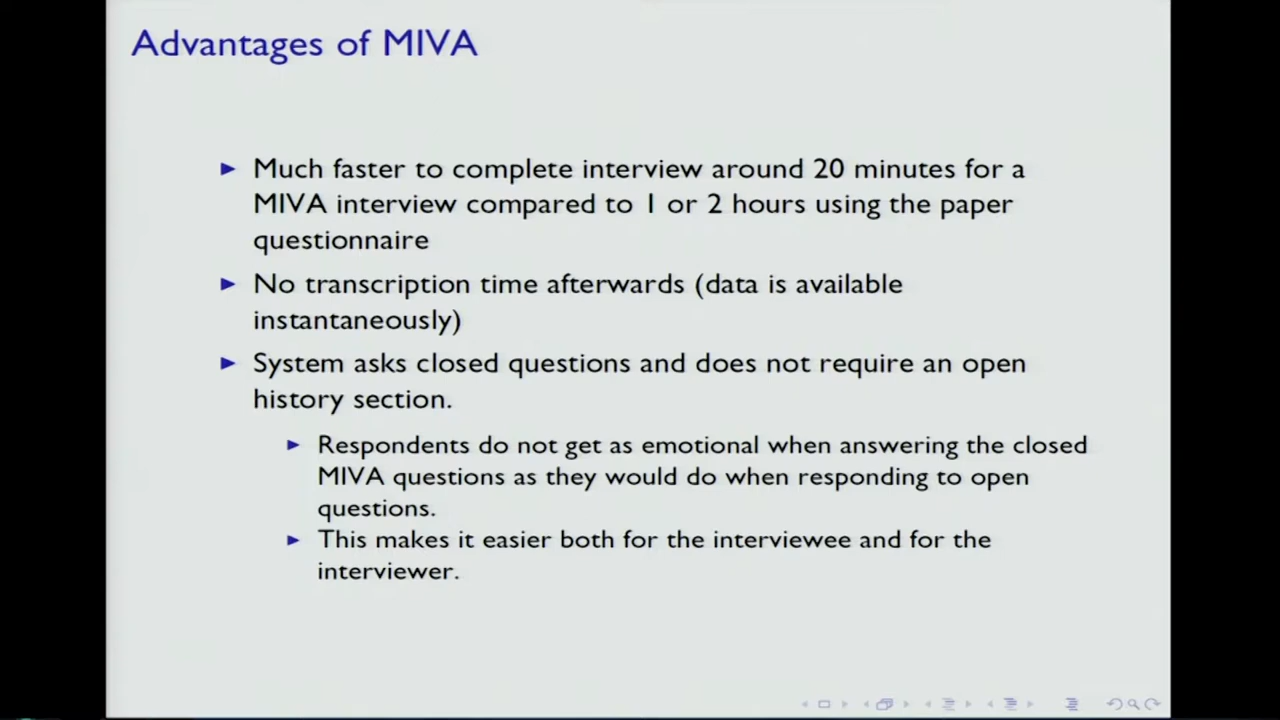 Advantages of MIVA
Much faster to complete interview around 20 minutes for a
MIVA interview compared to 1 or 2 hours using the paper
questionnaire
No transcription time afterwards (data is available
instantaneously)
System asks closed questions and does not require an open
history section.
Respondents do not get as emotional when answering the closed
MIVA questions as they would do when responding to open
questions.
This makes it easier both for the interviewee and for the
interviewer.